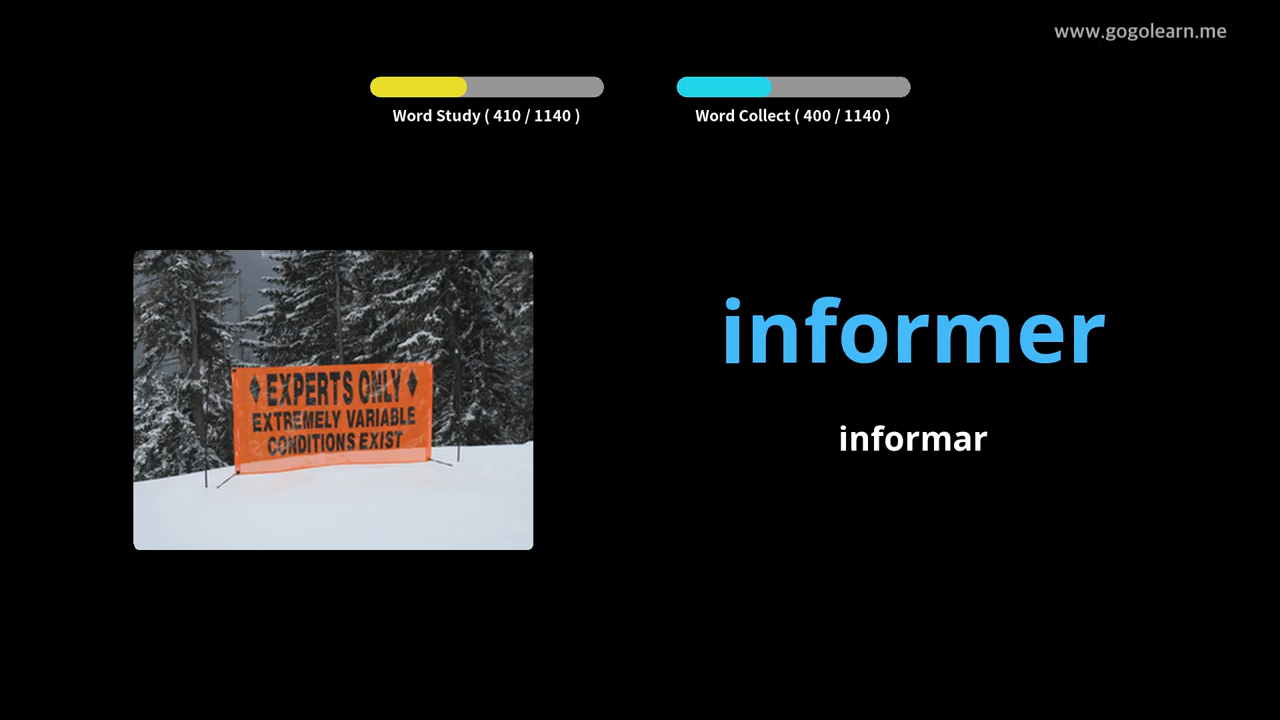 www.gogolearn.me
Word Study ( 410 / 1140 )
Word Collect ( 400 / 1140 )
EXPERTS ONLY
EXTREMELY VARIABLE
CONDITIONS EXIST
informer
informar